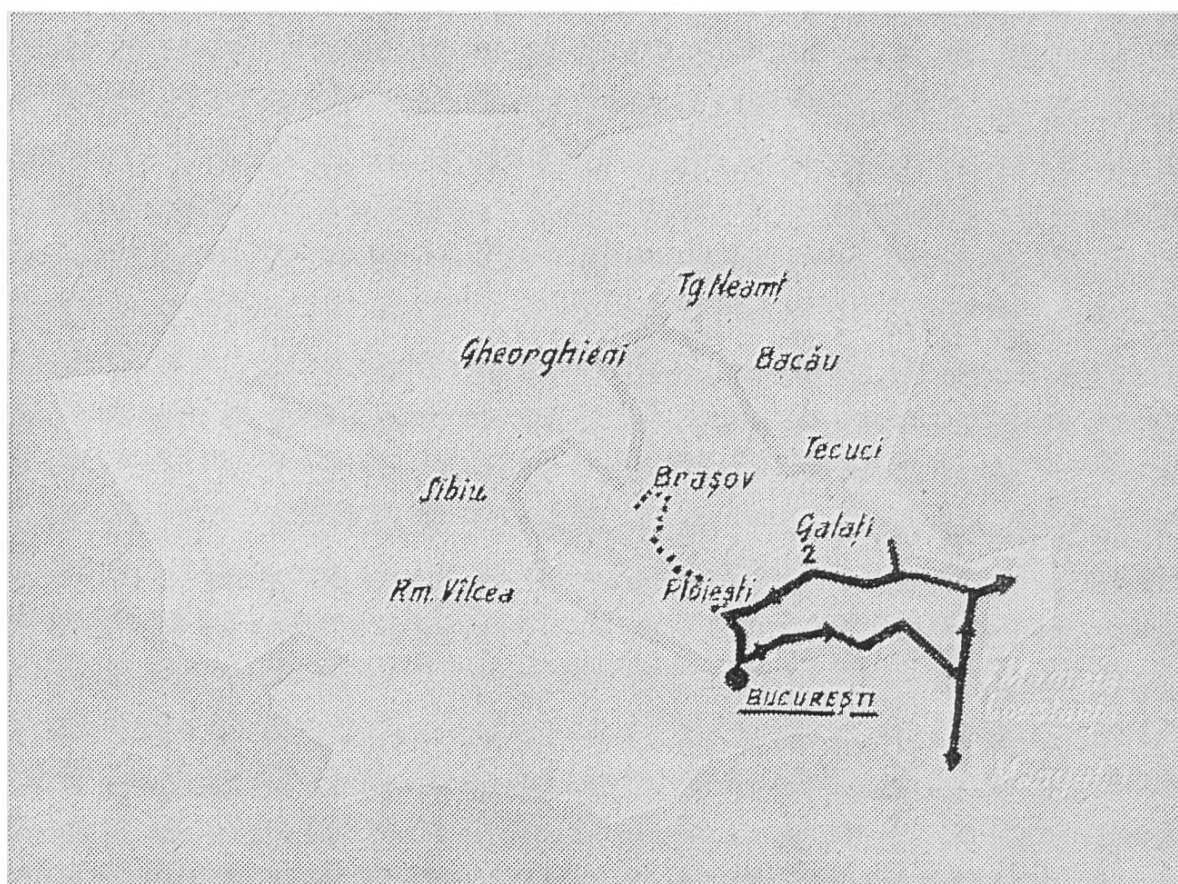 Tg. Neamț
Gheorghieni
Bacău
Tecuci
Brașov
Sibiu
Galați
2
Rm. Vîlcea
Ploiești
BUCUREȘTI